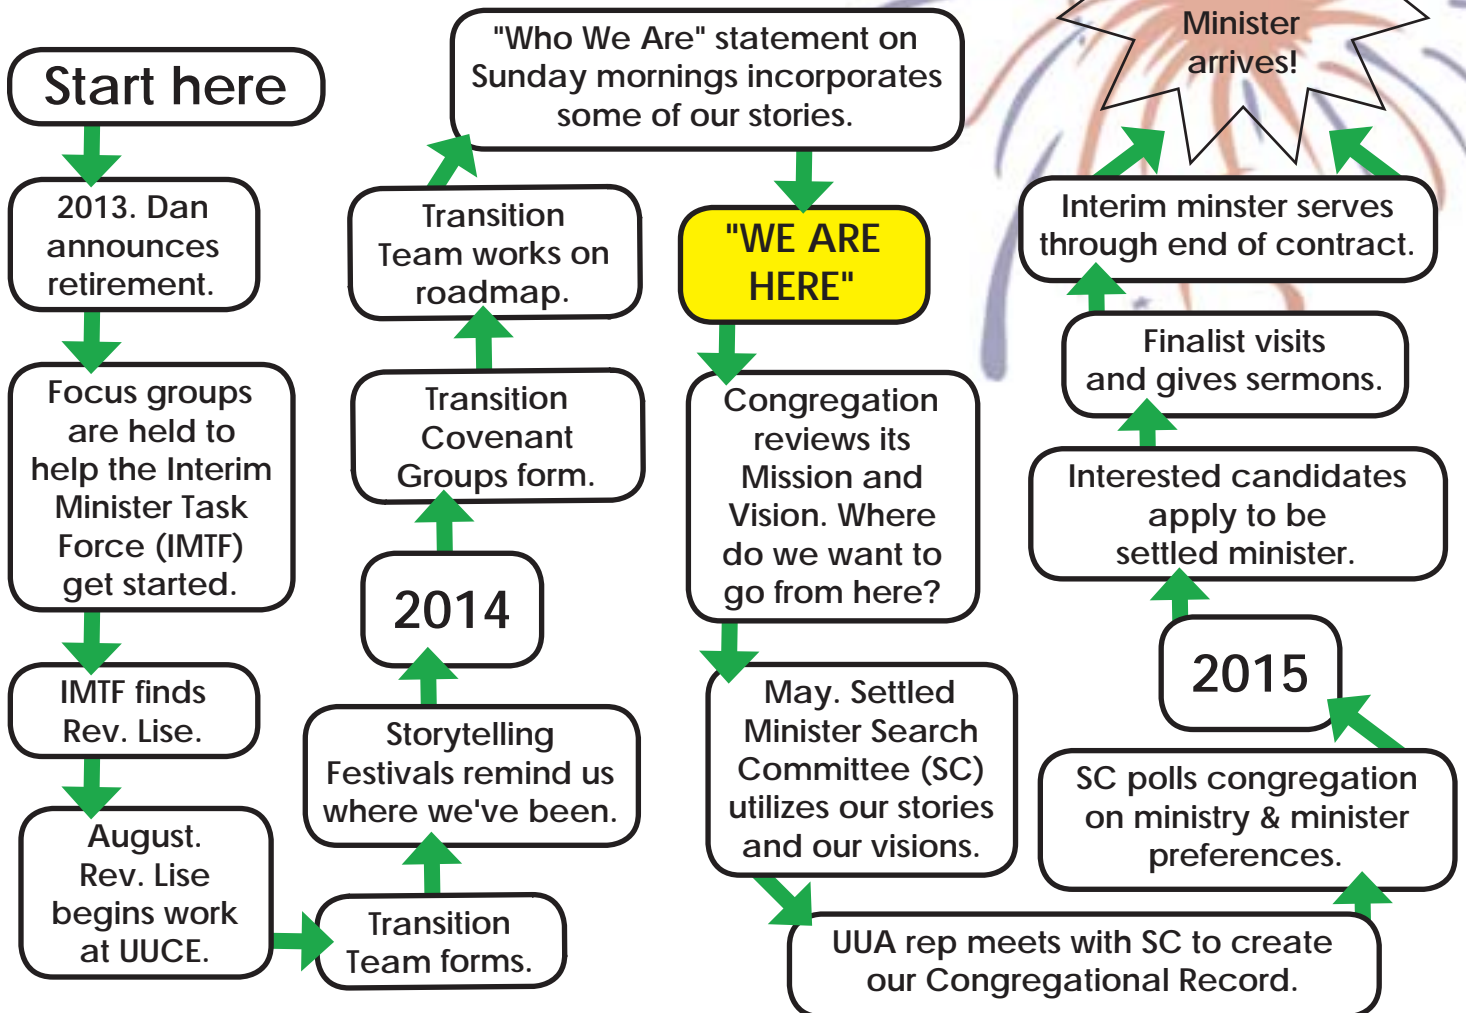 Start here
2013. Dan
announces
retirement.
Focus groups
are held to
help the Interim
Minister Task
Force (IMTF)
get started.
IMTF finds
Rev. Lise.
August.
Rev. Lise
begins work
at UUCE.
Transition
Team forms.
Storytelling
Festivals remind us
where we've been.
2014
Transition
Covenant
Groups form.
Transition
Team works on
roadmap.
"Who We Are" statement on
Sunday mornings incorporates
some of our stories.
"WE ARE
HERE"
Congregation
reviews its
Mission and
Vision. Where
do we want to
go from here?
May. Settled
Minister Search
Committee (SC)
utilizes our stories
and our visions.
UUA rep meets with SC to create
our Congregational Record.
SC polls congregation
on ministry & minister
preferences.
2015
Interested candidates
apply to be
settled minister.
Finalist visits
and gives sermons.
Interim minster serves
through end of contract.
Minister
arrives!